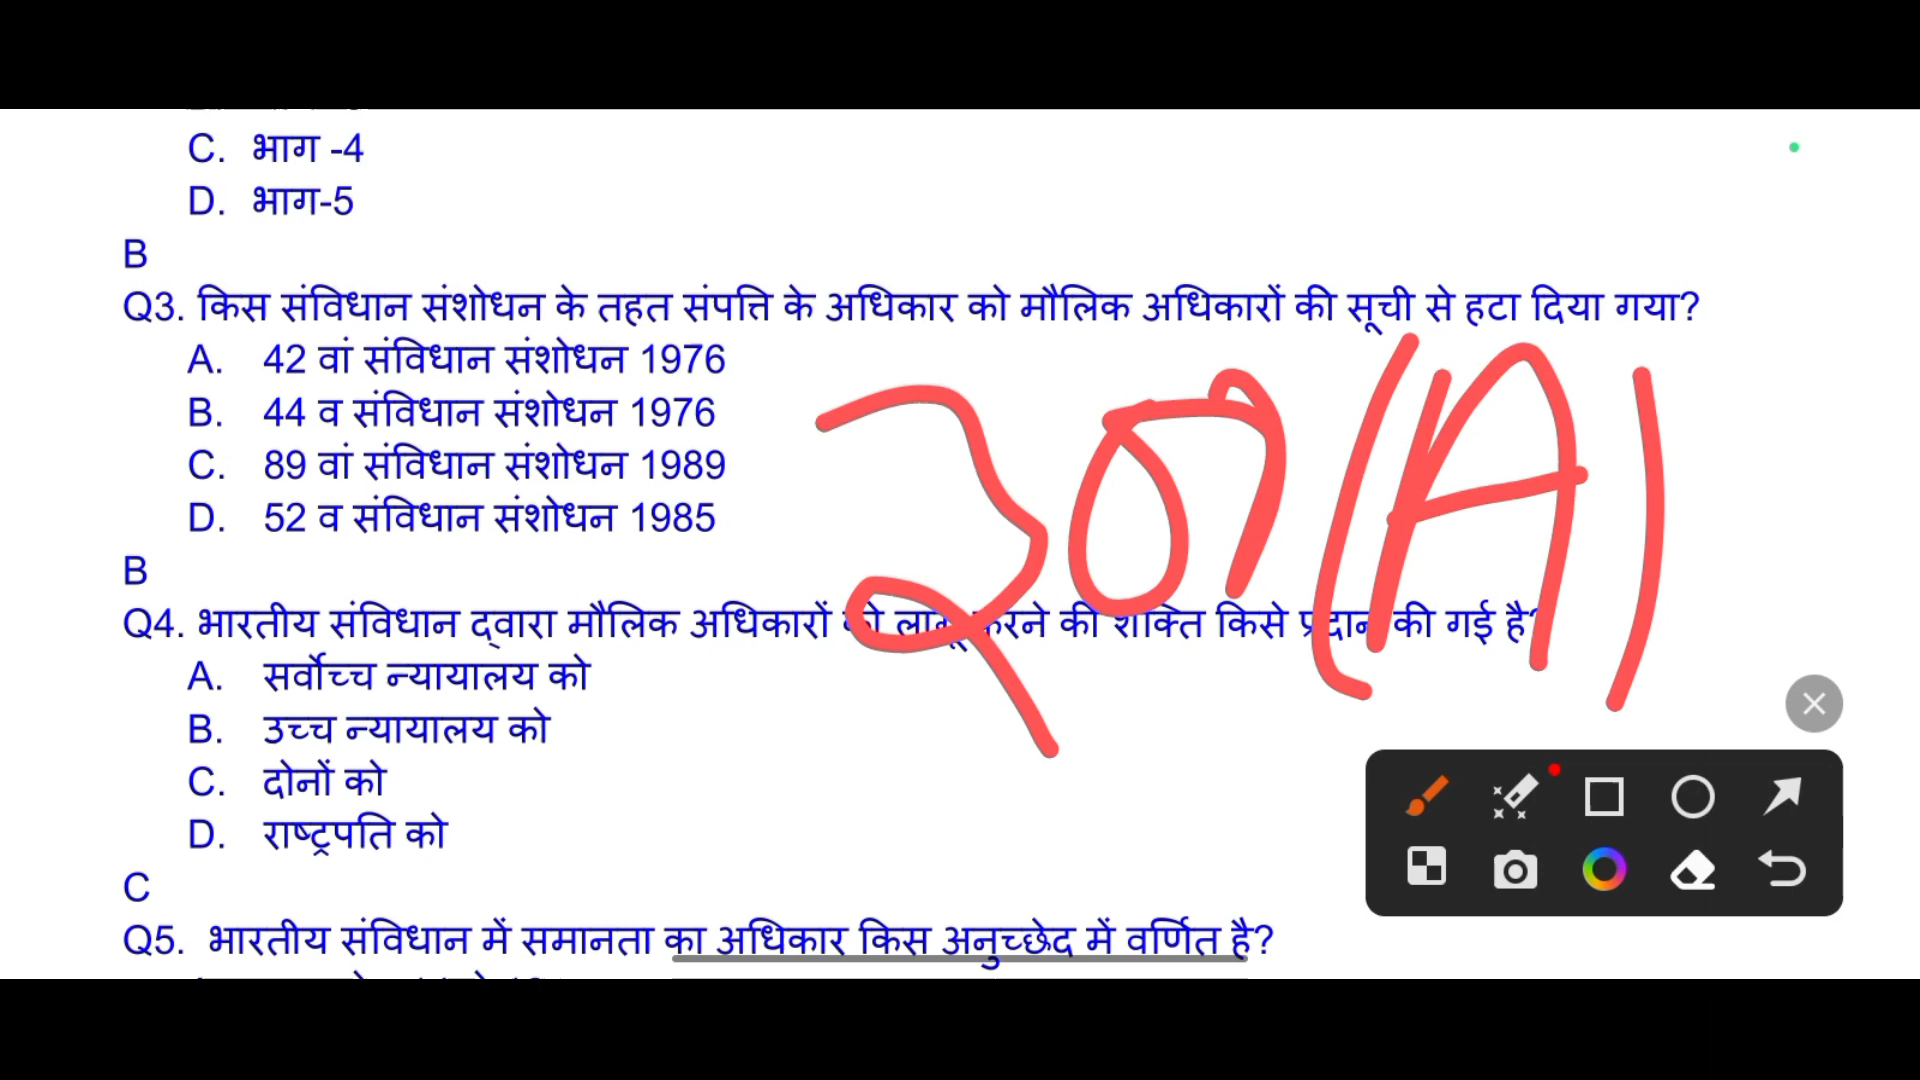 C. भाग -4
D. भाग-5
B
Q3. किस संविधान संशोधन के तहत संपत्ति के अधिकार को मौलिक अधिकारों की सूची से हटा दिया गया?
A. 42 वां संविधान संशोधन 1976
B. 44 व संविधान संशोधन 1976
C. 89 वां संविधान संशोधन 1989
D. 52 व संविधान संशोधन 1985
(A)
B
Q4. भारतीय संविधान द्वारा मौलिक अधिकारों को लागू करने की शक्ति किसे प्रदान की गई है?
A. सर्वोच्च न्यायालय को
B. उच्च न्यायालय को
C. दोनों को
D. राष्ट्रपति को
C
Q5. भारतीय संविधान में समानता का अधिकार किस अनुच्छेद में वर्णित है?